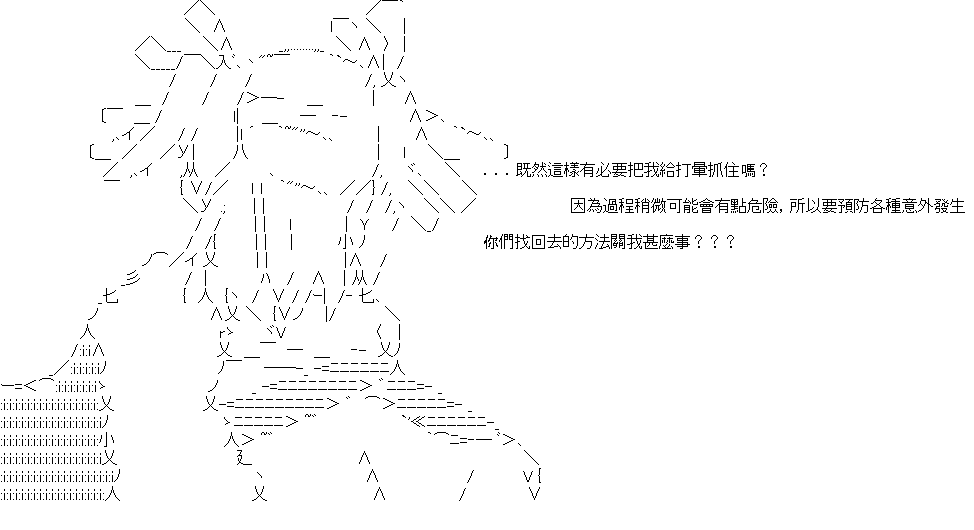 ...既然這樣有必要把我給打暈抓住嗎？
因為過程稍微可能會有點危險，所以要預防各種意外發生
你們找回去的方法關我甚麼事？？？